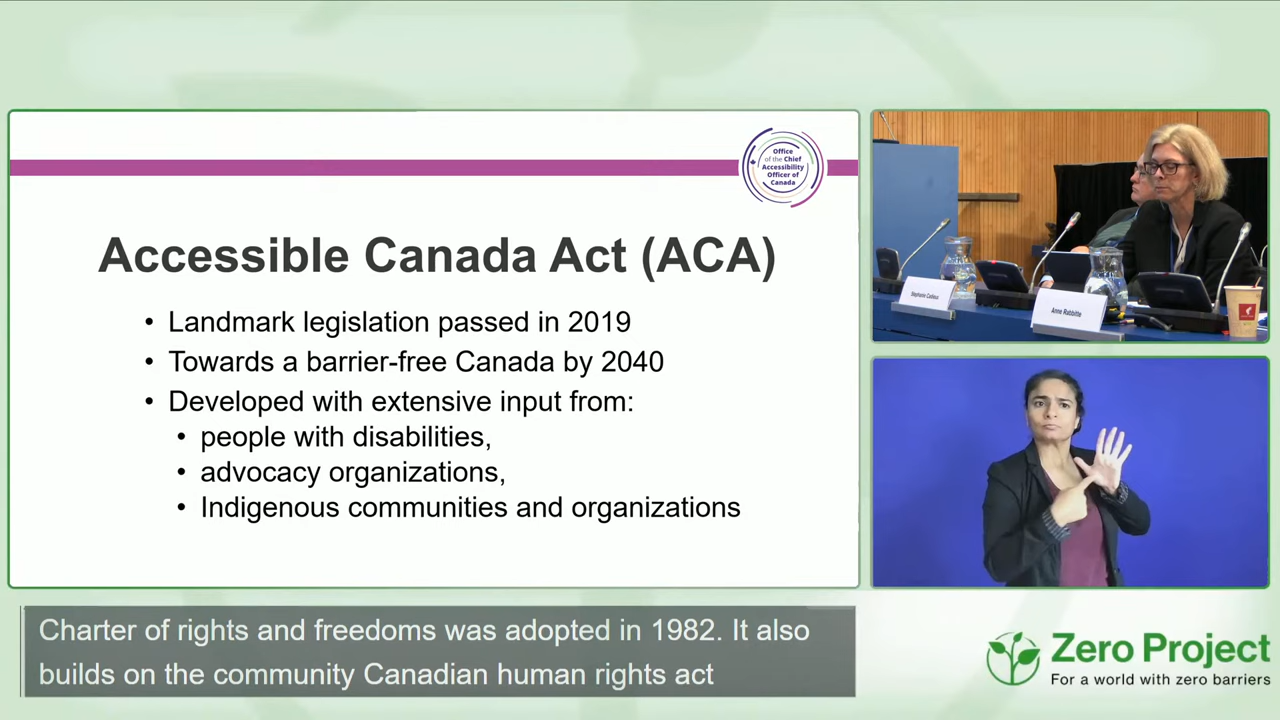 Office
of the Chief
Accessibility
Officer of
Canada
Accessible Canada Act (ACA)
• Landmark legislation passed in 2019
• Towards a barrier-free Canada by 2040
• Developed with extensive input from:
• people with disabilities,
• advocacy organizations,
• Indigenous communities and organizations
Stephanie Cadieux
Anne Rabbitte
Charter of rights and freedoms was adopted in 1982. It also
builds on the community Canadian human rights act
Zero Project
For a world with zero barriers